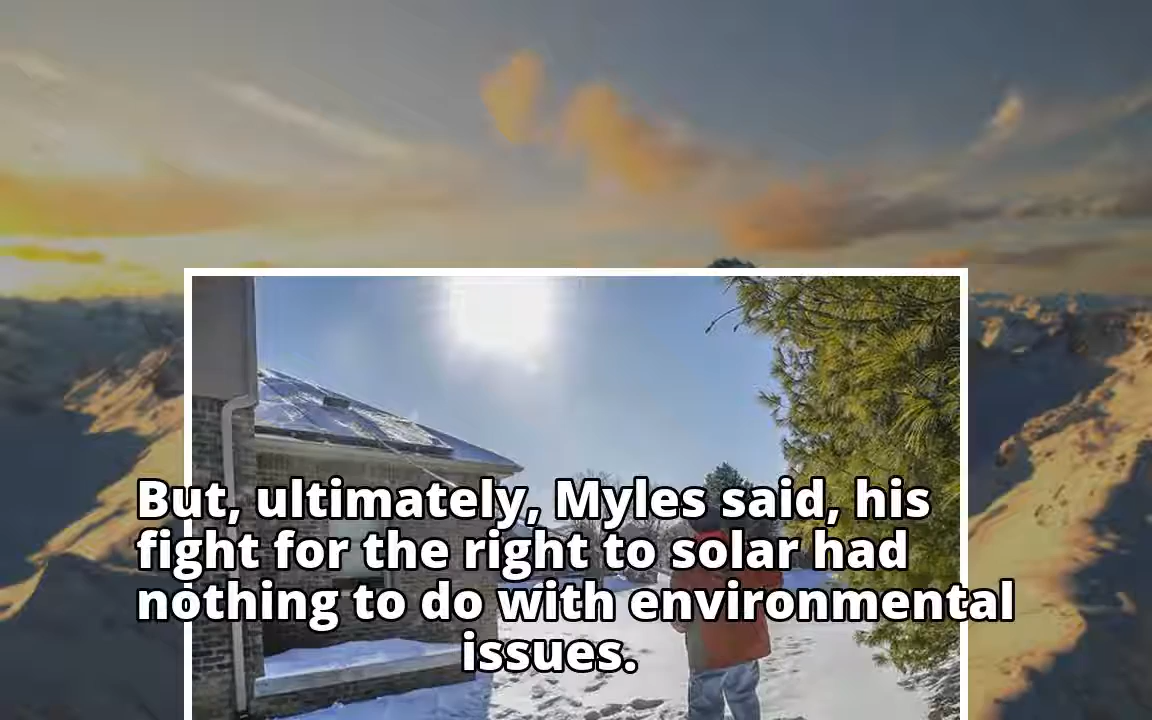 But, ultimately, Myles said, his
fight for the right to solar had
nothing to do with environmental
issues.